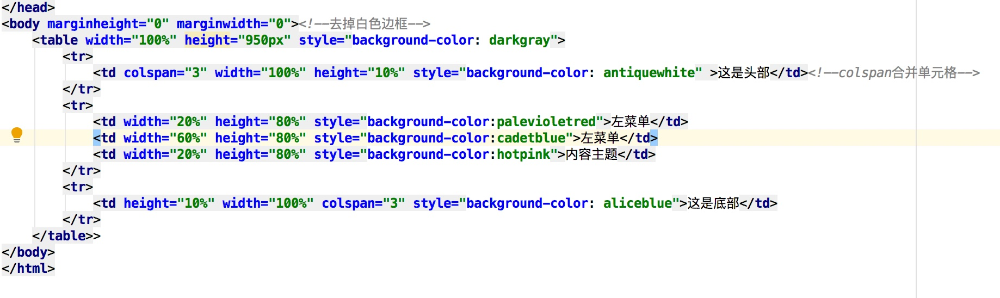 </head>
<body marginheight="0" marginwidth="0"><!--去掉白色边框-->
<table width="100%" height="950px" style="background-color: darkgray">
<tr>
<td colspan="3" width="100%" height="10%" style="background-color: antiquewhite" >这是头部</td><!--colspan合并单元格-->
</tr>
<tr>
<td width="20%" height="80%" style="background-color:palevioletred">左菜单</td>
<td width="60%" height="80%" style="background-color:cadetblue">左菜单</td>
<td width="20%" height="80%" style="background-color:hotpink">内容主题</td>
</tr>
<tr>
<td height="10%" width="100%" colspan="3" style="background-color: aliceblue">这是底部</td>
</tr>
</table>>
</body>
</html>